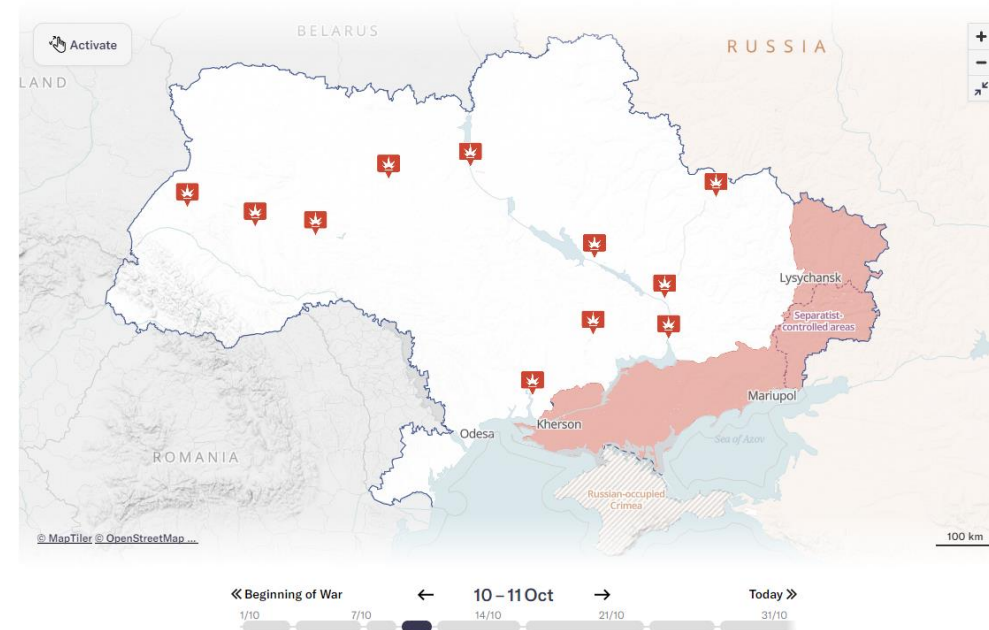 Activate
BELARUS
RUSSIA
LAND
Lysychansk
Separatist-
controlled areas
Mariupol
Kherson
Odesa
Sea of Azov
ROMANIA
Russian-occupied
Crimea
© MapTiler © OpenStreetMap ...
100 km
Beginning of War
10 – 11 Oct
Today
1/10
7/10
14/10
21/10
31/10